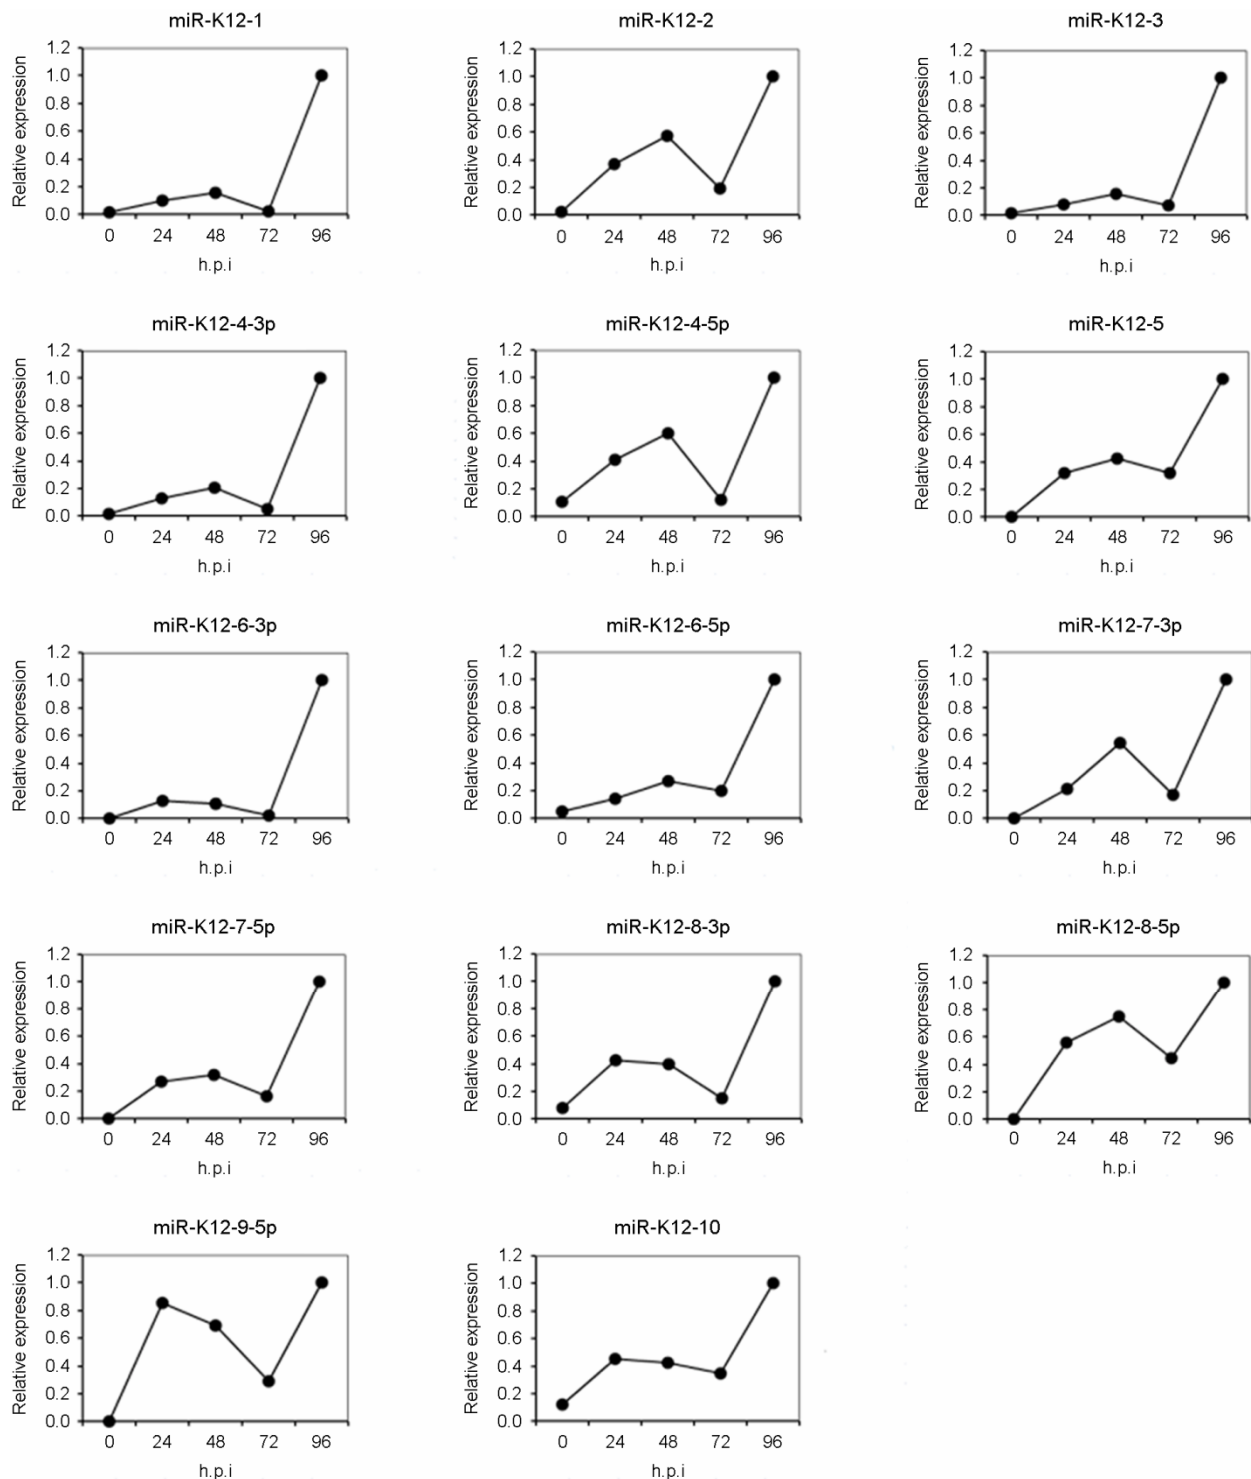 miR-K12-1
Relative expression
1.2
1.0
0.8
0.6
0.4
0.2
0.0
0 24 48 72 96
h.p.i
miR-K12-2
Relative expression
1.2
1.0
0.8
0.6
0.4
0.2
0.0
0 24 48 72 96
h.p.i
miR-K12-3
Relative expression
1.2
1.0
0.8
0.6
0.4
0.2
0.0
0 24 48 72 96
h.p.i
miR-K12-4-3p
Relative expression
1.2
1.0
0.8
0.6
0.4
0.2
0.0
0 24 48 72 96
h.p.i
miR-K12-4-5p
Relative expression
1.2
1.0
0.8
0.6
0.4
0.2
0.0
0 24 48 72 96
h.p.i
miR-K12-5
Relative expression
1.2
1.0
0.8
0.6
0.4
0.2
0.0
0 24 48 72 96
h.p.i
miR-K12-6-3p
Relative expression
1.2
1.0
0.8
0.6
0.4
0.2
0.0
0 24 48 72 96
h.p.i
miR-K12-6-5p
Relative expression
1.2
1.0
0.8
0.6
0.4
0.2
0.0
0 24 48 72 96
h.p.i
miR-K12-7-3p
Relative expression
1.2
1.0
0.8
0.6
0.4
0.2
0.0
0 24 48 72 96
h.p.i
miR-K12-7-5p
Relative expression
1.2
1.0
0.8
0.6
0.4
0.2
0.0
0 24 48 72 96
h.p.i
miR-K12-8-3p
Relative expression
1.2
1.0
0.8
0.6
0.4
0.2
0.0
0 24 48 72 96
h.p.i
miR-K12-8-5p
Relative expression
1.2
1.0
0.8
0.6
0.4
0.2
0.0
0 24 48 72 96
h.p.i
miR-K12-9-5p
Relative expression
1.2
1.0
0.8
0.6
0.4
0.2
0.0
0 24 48 72 96
h.p.i
miR-K12-10
Relative expression
1.2
1.0
0.8
0.6
0.4
0.2
0.0
0 24 48 72 96
h.p.i